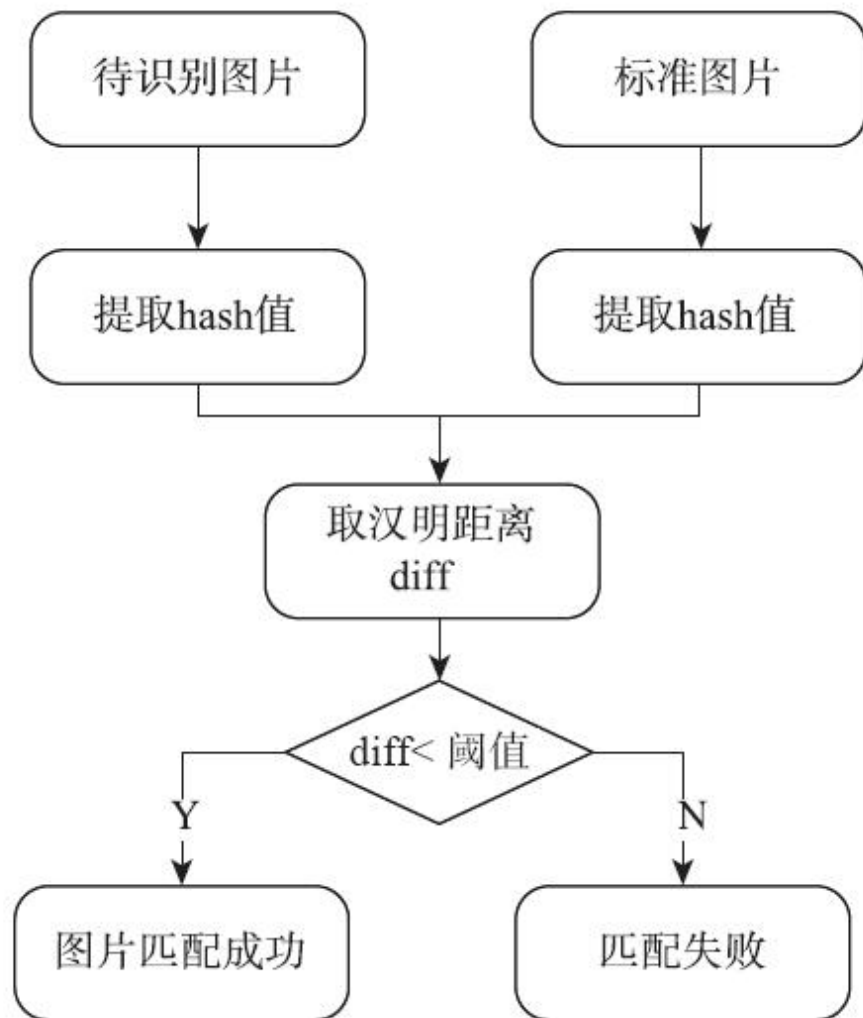 待识别图片
标准图片
提取hash值
提取hash值
取汉明距离
diff
diff< 阈值
Y
N
图片匹配成功
匹配失败